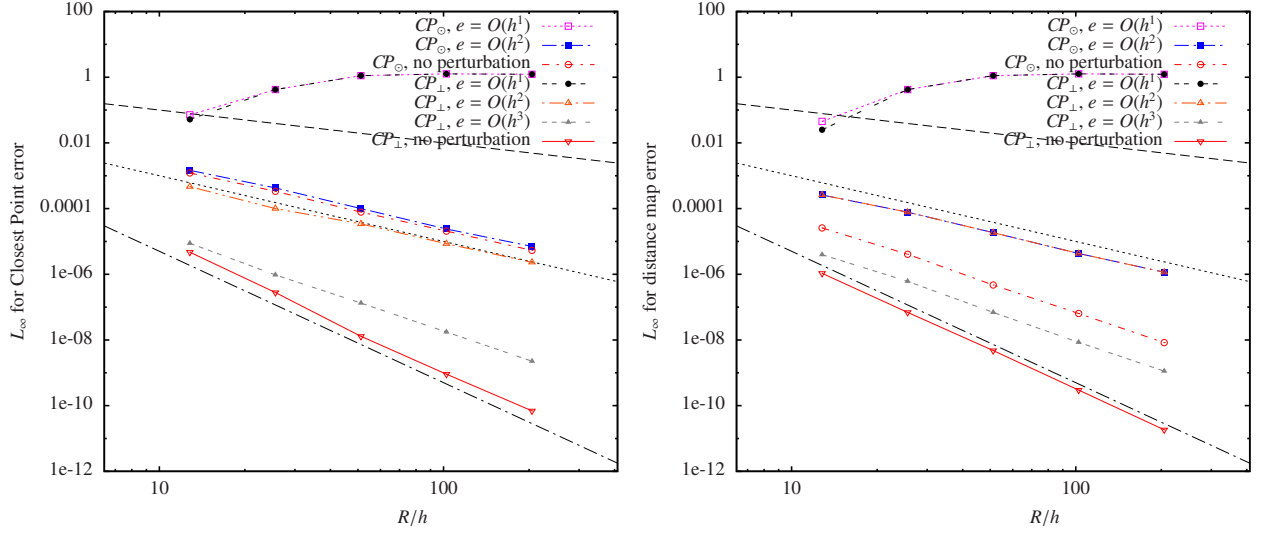 100
1
0.01
0.0001
1e-06
1e-08
1e-10
1e-12
10
100
R/h
L∞ for Closest Point error
CP⊙, e = O(h¹)
CP⊙, e = O(h²)
CP⊙, no perturbation
CP⊥, e = O(h¹)
CP⊥, e = O(h²)
CP⊥, e = O(h³)
CP⊥, no perturbation
100
1
0.01
0.0001
1e-06
1e-08
1e-10
1e-12
10
100
R/h
L∞ for distance map error
CP⊙, e = O(h¹)
CP⊙, e = O(h²)
CP⊙, no perturbation
CP⊥, e = O(h¹)
CP⊥, e = O(h²)
CP⊥, e = O(h³)
CP⊥, no perturbation